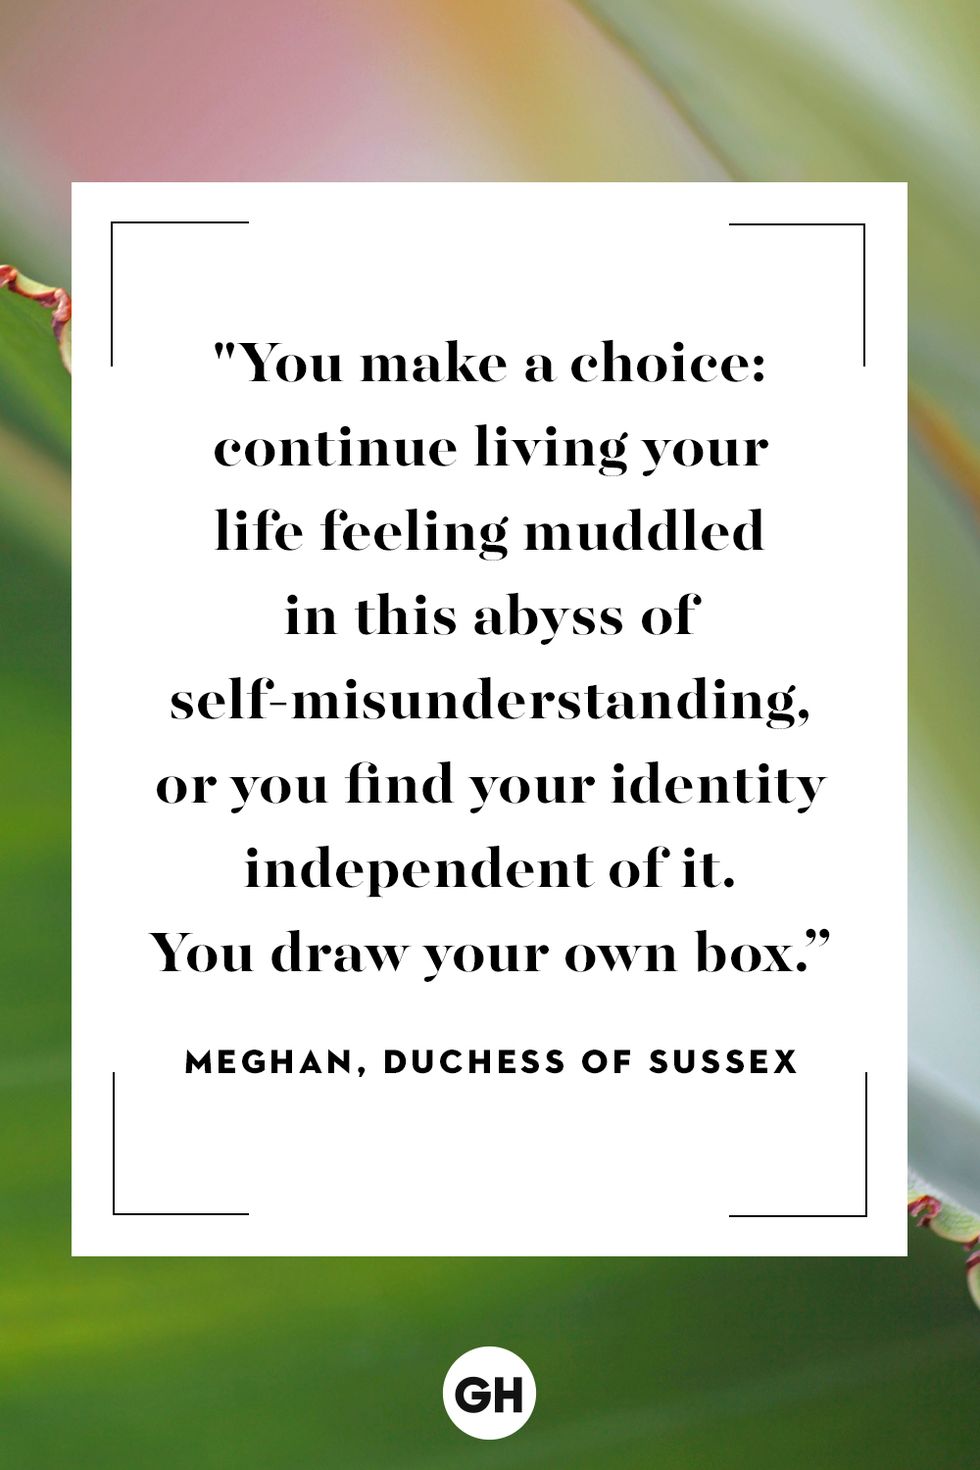 "You make a choice:
continue living your
life feeling muddled
in this abyss of
self-misunderstanding,
or you find your identity
independent of it.
You draw your own box.”
MEGHAN, DUCHESS OF SUSSEX
GH